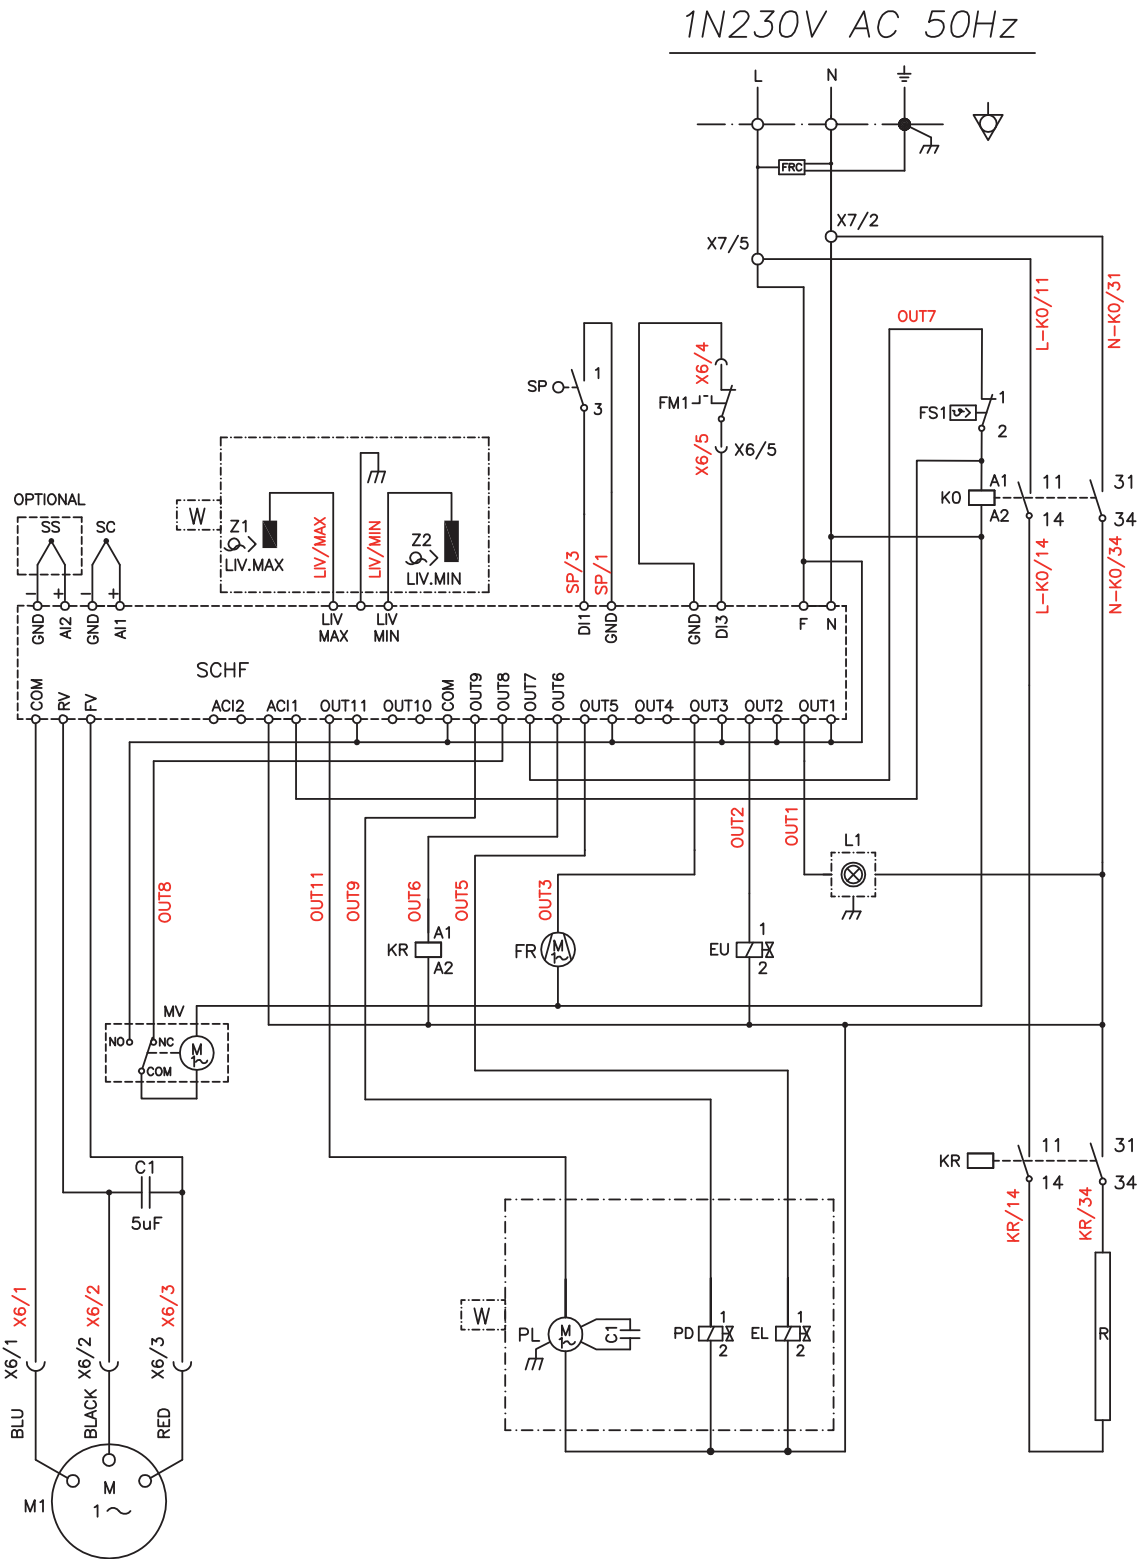 1N230V AC 50Hz
L
N
FRC
X7/2
X7/5
L-K0/11
N-K0/31
OUT7
X6/4
SP
1
3
FM1
X6/5
X6/5
FS1
1
2
K0
A1
A2
11
14
31
34
OPTIONAL
SS
SC
W
Z1
LIV.MAX
LIV/MAX
LIV/MIN
Z2
LIV.MIN
SP/3
SP/1
L-K0/14
N-K0/34
−
+
−
+
GND
AI2
GND
AI1
LIV
MAX
LIV
MIN
DI1
GND
GND
DI3
F
N
SCHF
COM
RV
FV
ACI2
ACI1
OUT11
OUT10
COM
OUT9
OUT8
OUT7
OUT6
OUT5
OUT4
OUT3
OUT2
OUT1
OUT8
OUT11
OUT9
OUT6
OUT5
OUT3
OUT2
OUT1
L1
KR
A1
A2
FR
M
1~
EU
1
2
MV
NO
NC
COM
M
1~
C1
5uF
KR
11
14
31
34
KR/14
KR/34
R
X6/1
X6/2
X6/3
X6/1
X6/2
X6/3
BLU
BLACK
RED
M1
M
1~
W
PL
M
1~
C1
PD
1
2
EL
1
2